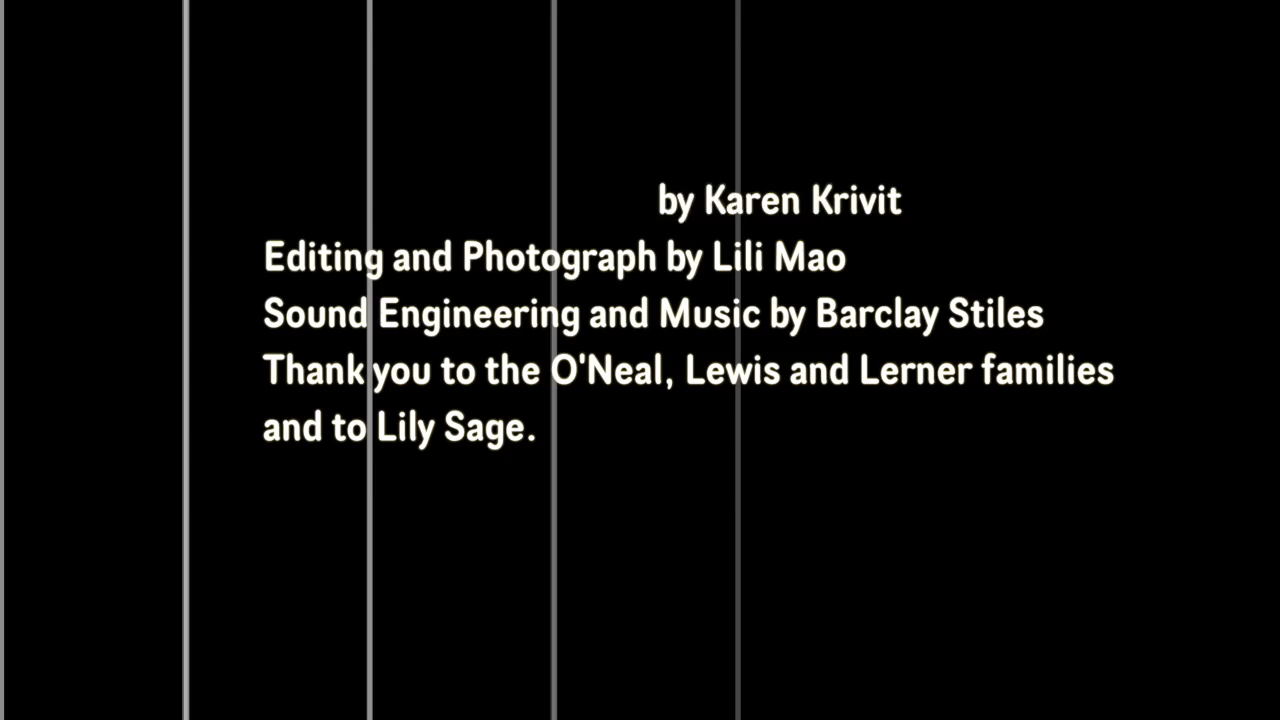 by Karen Krivit
Editing and Photograph by Lili Mao
Sound Engineering and Music by Barclay Stiles
Thank you to the O'Neal, Lewis and Lerner families
and to Lily Sage.